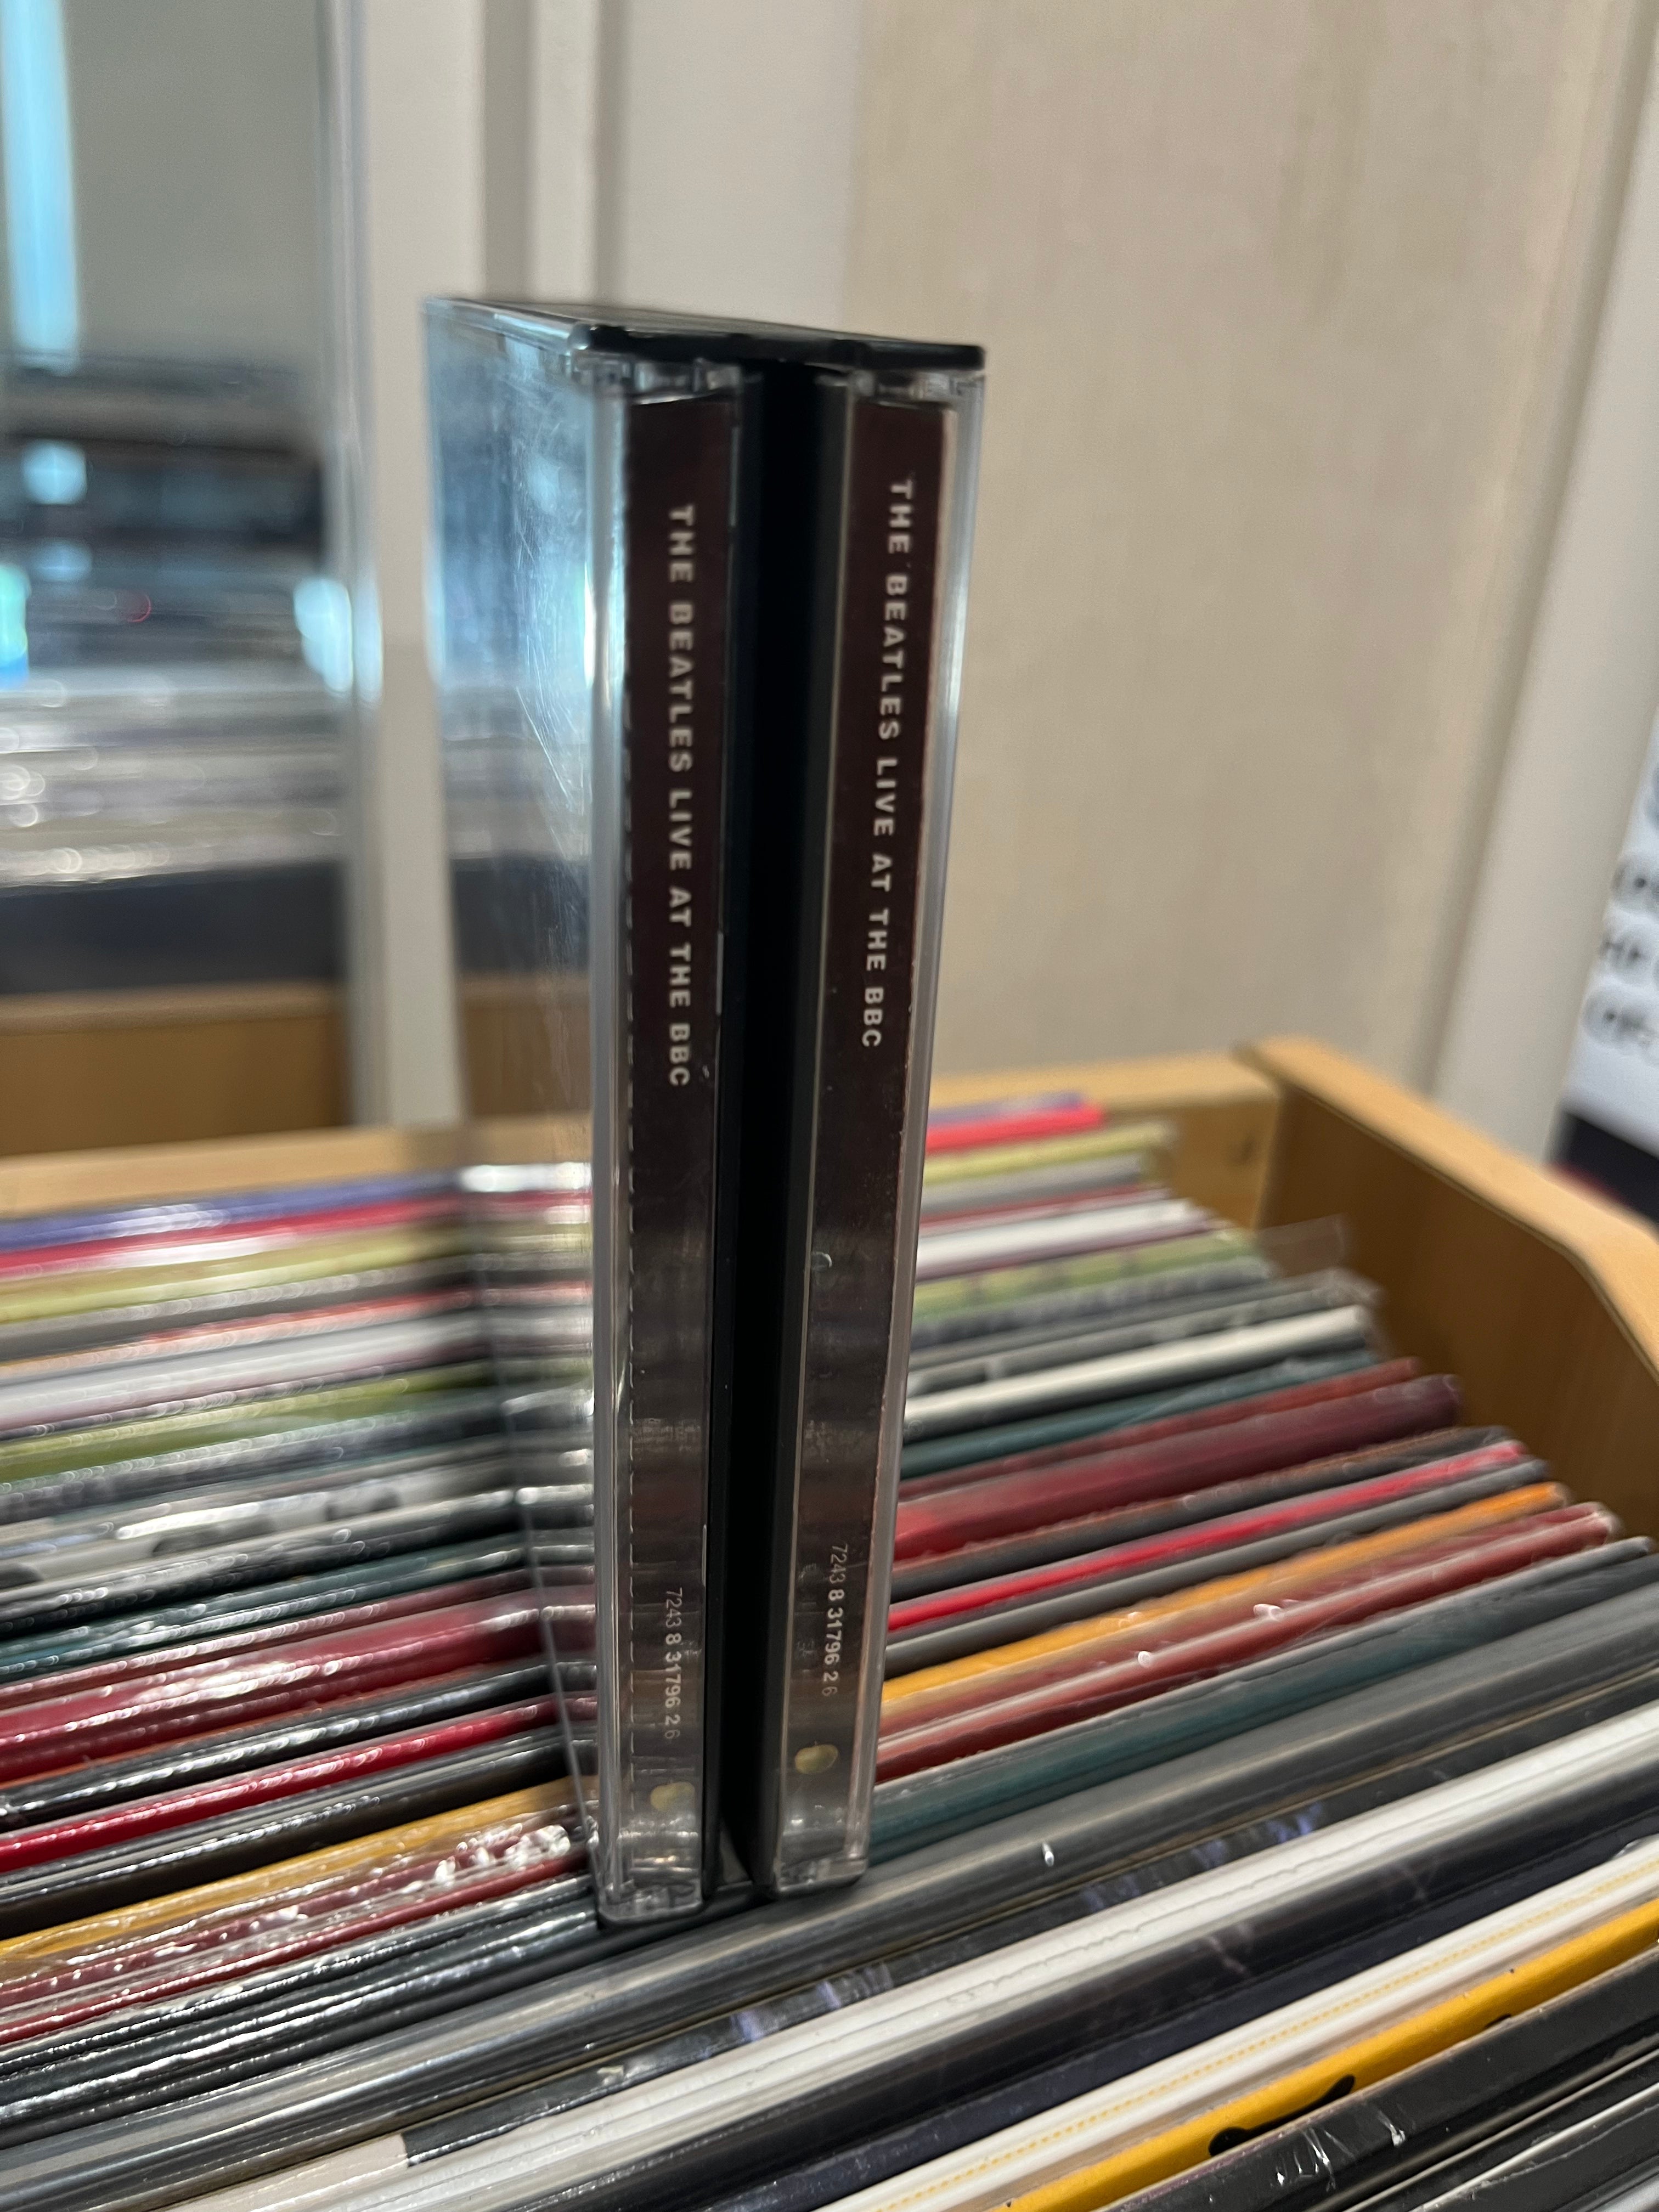 THE BEATLES LIVE AT THE BBC
7243 8 31796 2 6
THE BEATLES LIVE AT THE BBC
7243 8 31796 2 6